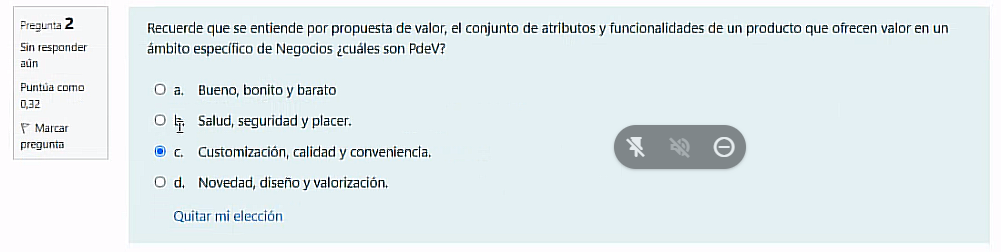 Pregunta 2
Sin responder
aún
Puntúa como
0,32
Marcar
pregunta
Recuerde que se entiende por propuesta de valor, el conjunto de atributos y funcionalidades de un producto que ofrecen valor en un
ámbito específico de Negocios ¿cuáles son PdeV?
a. Bueno, bonito y barato
Salud, seguridad y placer.
c. Customización, calidad y conveniencia.
d. Novedad, diseño y valorización.
Quitar mi elección